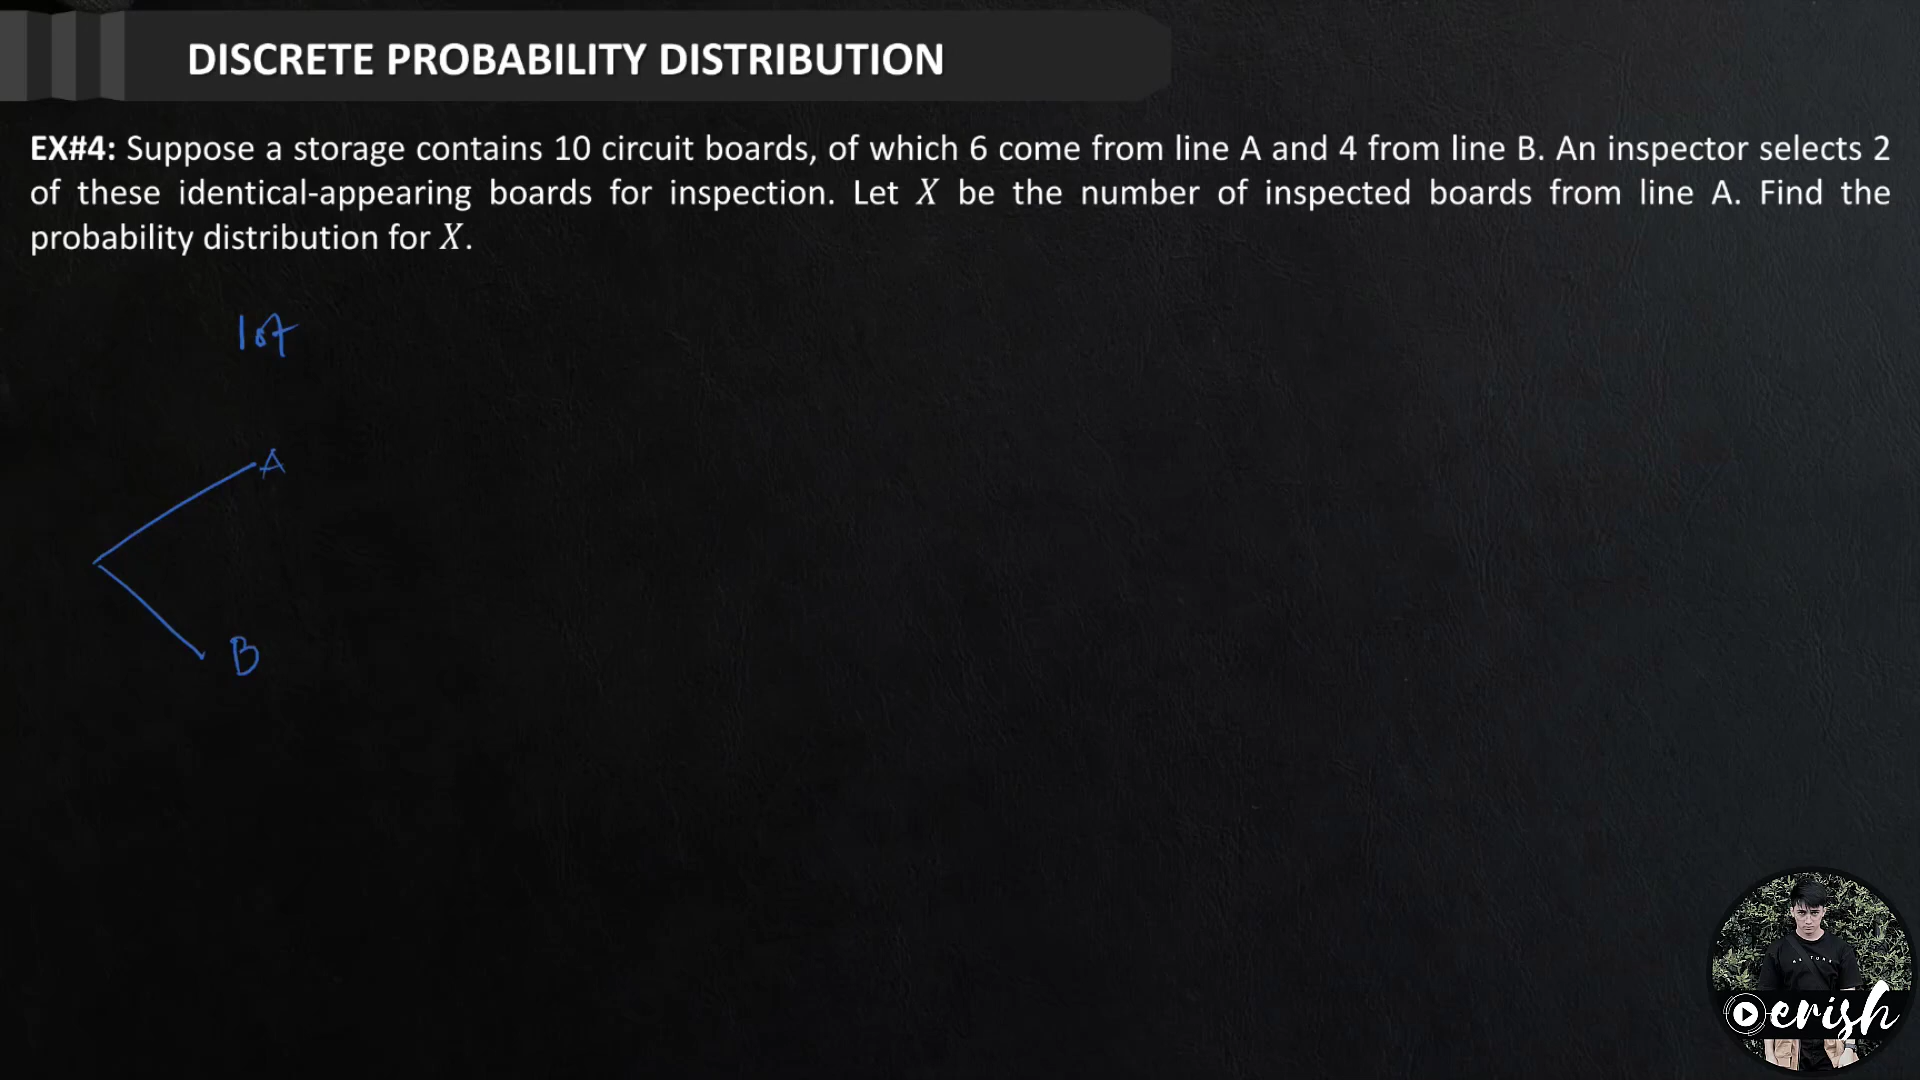 DISCRETE PROBABILITY DISTRIBUTION
EX#4: Suppose a storage contains 10 circuit boards, of which 6 come from line A and 4 from line B. An inspector selects 2
of these identical-appearing boards for inspection. Let X be the number of inspected boards from line A. Find the
probability distribution for X.
1st
A
B
erish